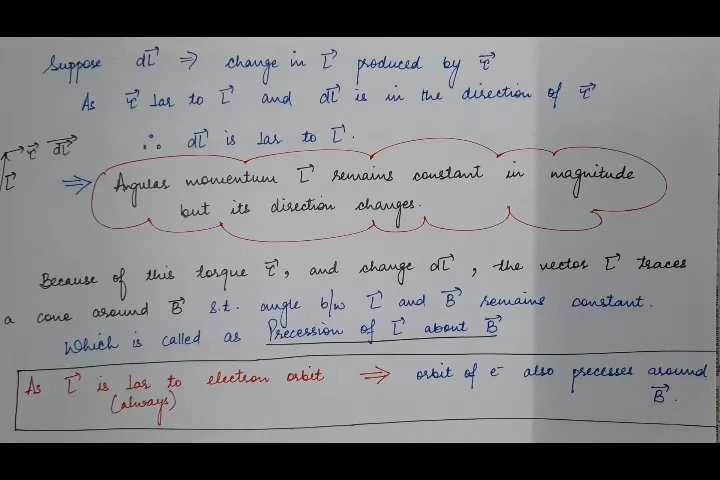 Suppose dL⃗ ⇒ change in L⃗ produced by τ⃗
As τ⃗ ⊥ar to L⃗ and dL⃗ is in the direction of τ⃗
∴ dL⃗ is ⊥ar to L⃗.
τ⃗ dL⃗
L⃗
⇒ Angular momentum L⃗ remains constant in magnitude
but its direction changes.
Because of this torque τ⃗, and change dL⃗, the vector L⃗ traces
a cone around B⃗ s.t. angle b/w L⃗ and B⃗ remains constant.
Which is called as Precession of L⃗ about B⃗
As L⃗ is ⊥ar to electron orbit ⇒ orbit of e⁻ also precesses around
(always) B⃗.